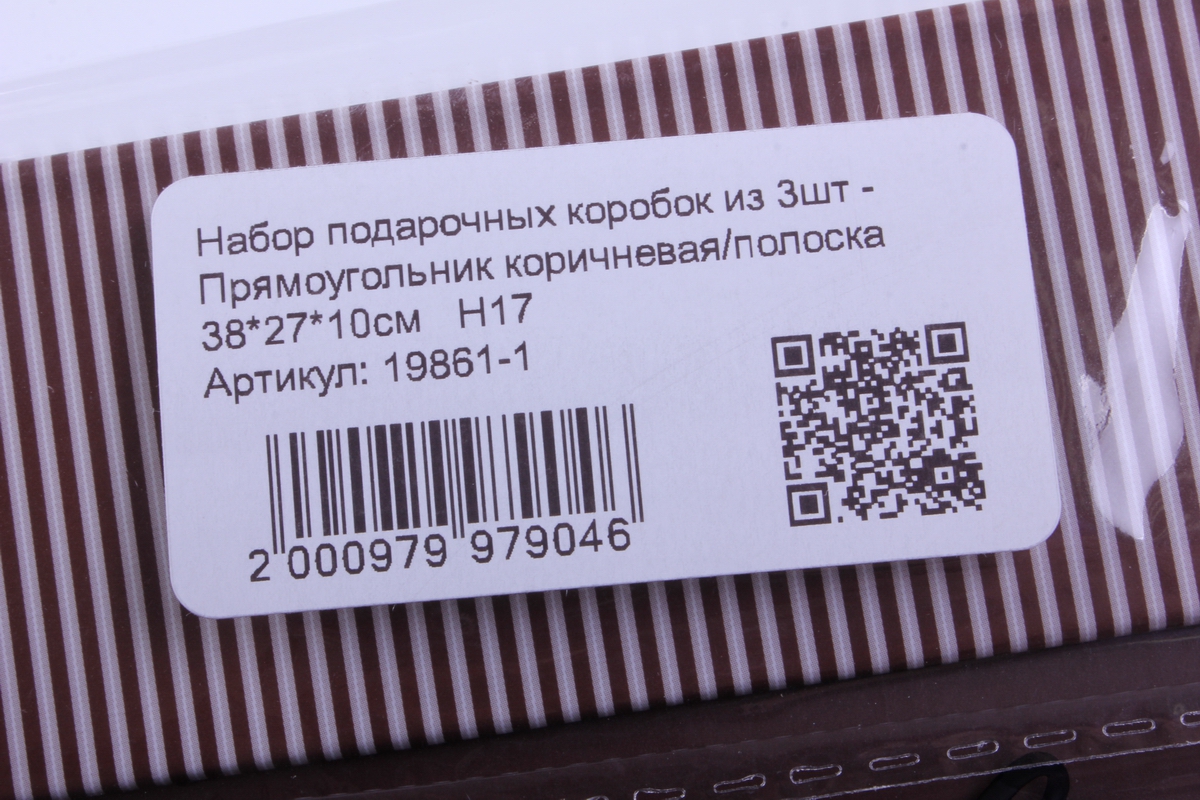 Набор подарочных коробок из 3шт -
Прямоугольник коричневая/полоска
38*27*10см H17
Артикул: 19861-1
2 000979 979046